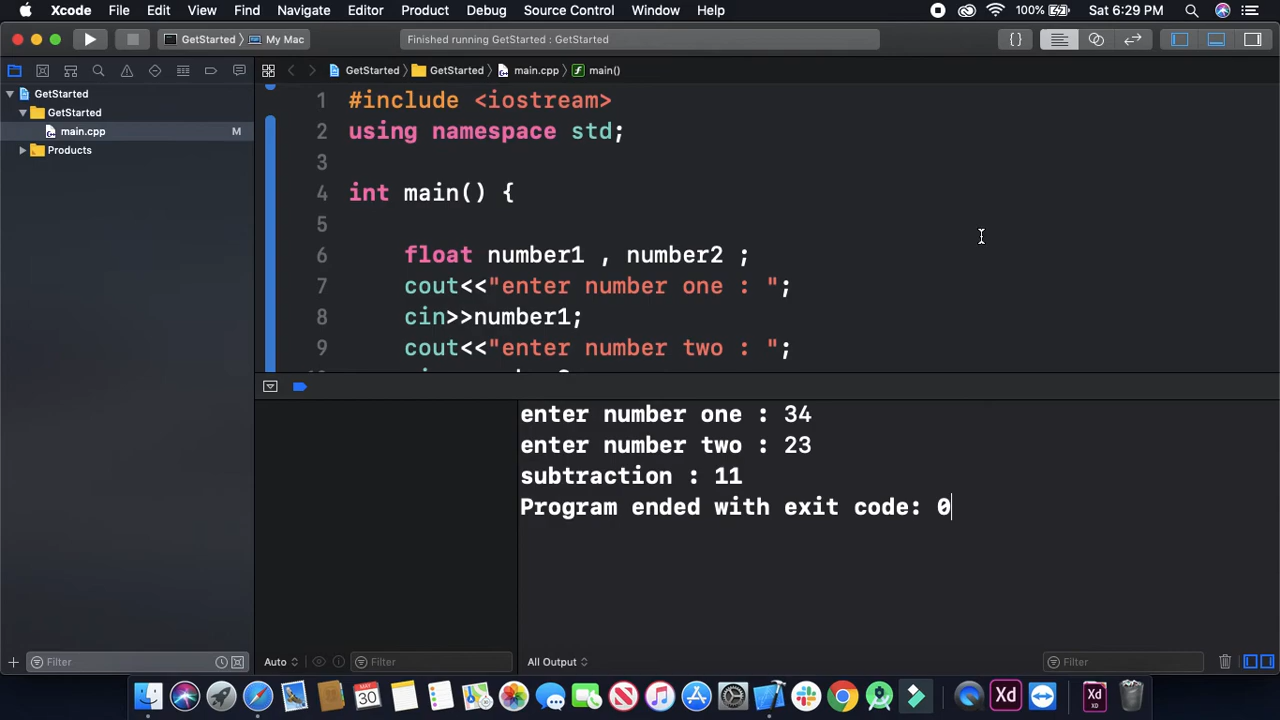 Xcode File Edit View Find Navigate Editor Product Debug Source Control Window Help 100% Sat 6:29 PM
GetStarted My Mac Finished running GetStarted : GetStarted
GetStarted GetStarted main.cpp main()
GetStarted
GetStarted
main.cpp M
Products
1 #include <iostream>
2 using namespace std;
3
4 int main() {
5
6 float number1 , number2 ;
7 cout<<"enter number one : ";
8 cin>>number1;
9 cout<<"enter number two : ";
enter number one : 34
enter number two : 23
subtraction : 11
Program ended with exit code: 0
Filter Auto Filter All Output Filter
MAY
30
Xd
Xd